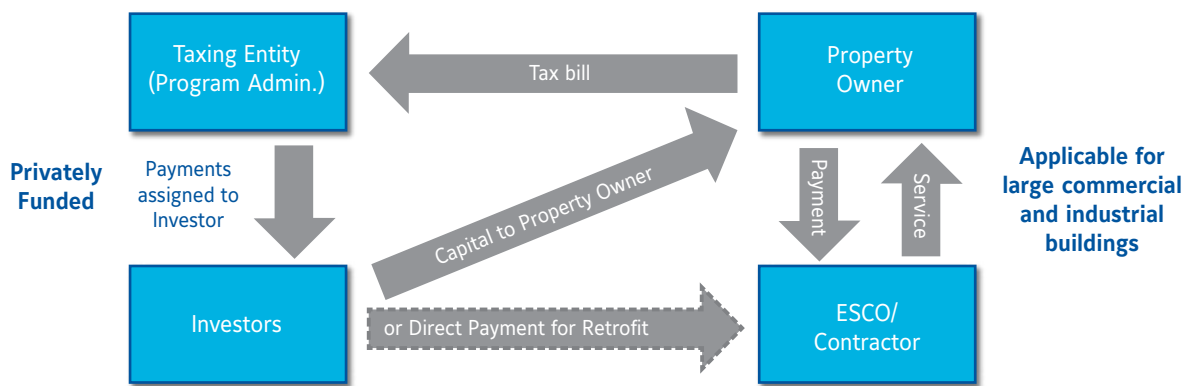 Taxing Entity
(Program Admin.)
Tax bill
Property
Owner
Privately
Funded
Payments
assigned to
Investor
Capital to Property Owner
Payment
Service
Applicable for
large commercial
and industrial
buildings
Investors
or Direct Payment for Retrofit
ESCO/
Contractor